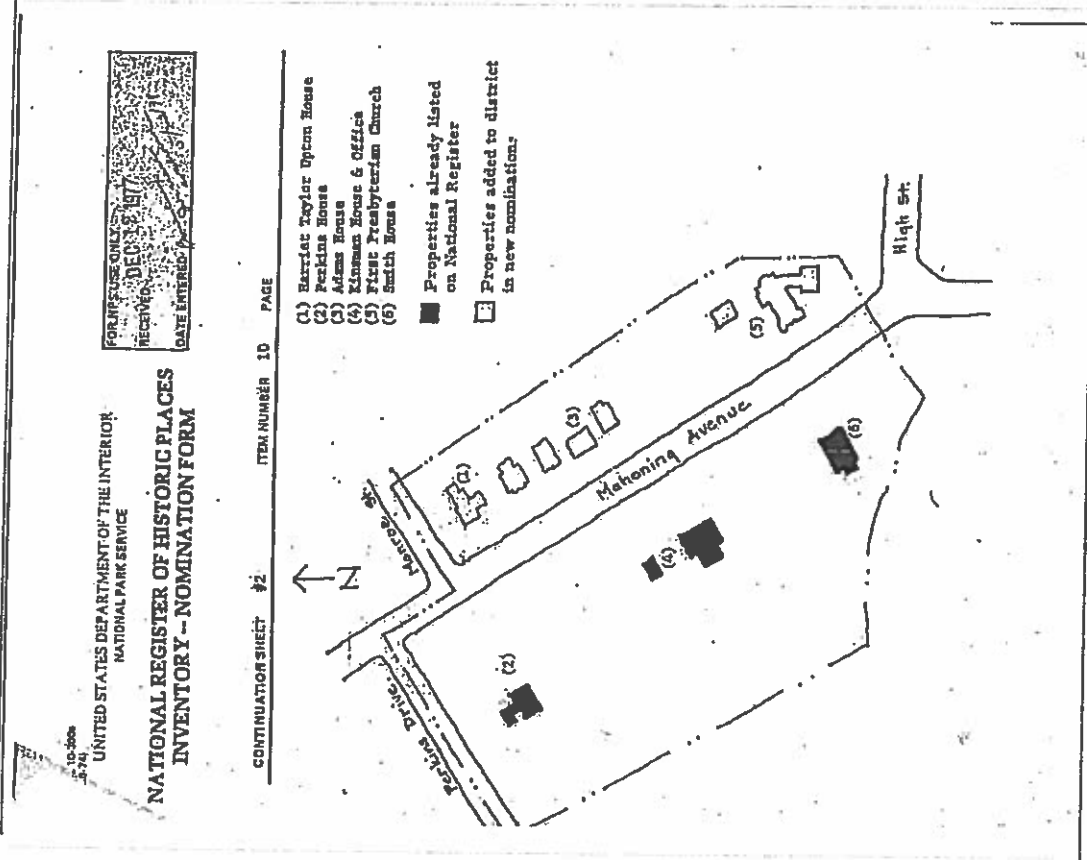 UNITED STATES DEPARTMENT OF THE INTERIOR
NATIONAL PARK SERVICE
NATIONAL REGISTER OF HISTORIC PLACES
INVENTORY -- NOMINATION FORM
FOR NPS USE ONLY
RECEIVED DEC 1977
DATE ENTERED
CONTINUATION SHEET #2 ITEM NUMBER 10 PAGE
(1) Harriet Taylor Upton House
(2) Perkins House
(3) Adams House
(4) Kinsman House & Office
(5) First Presbyterian Church
(6) Smith House
Properties already listed
on National Register
Properties added to district
in new nomination
N
Monroe St.
Perkins Drive
Mahoning Avenue
High St.
(1)
(2)
(3)
(4)
(5)
(6)